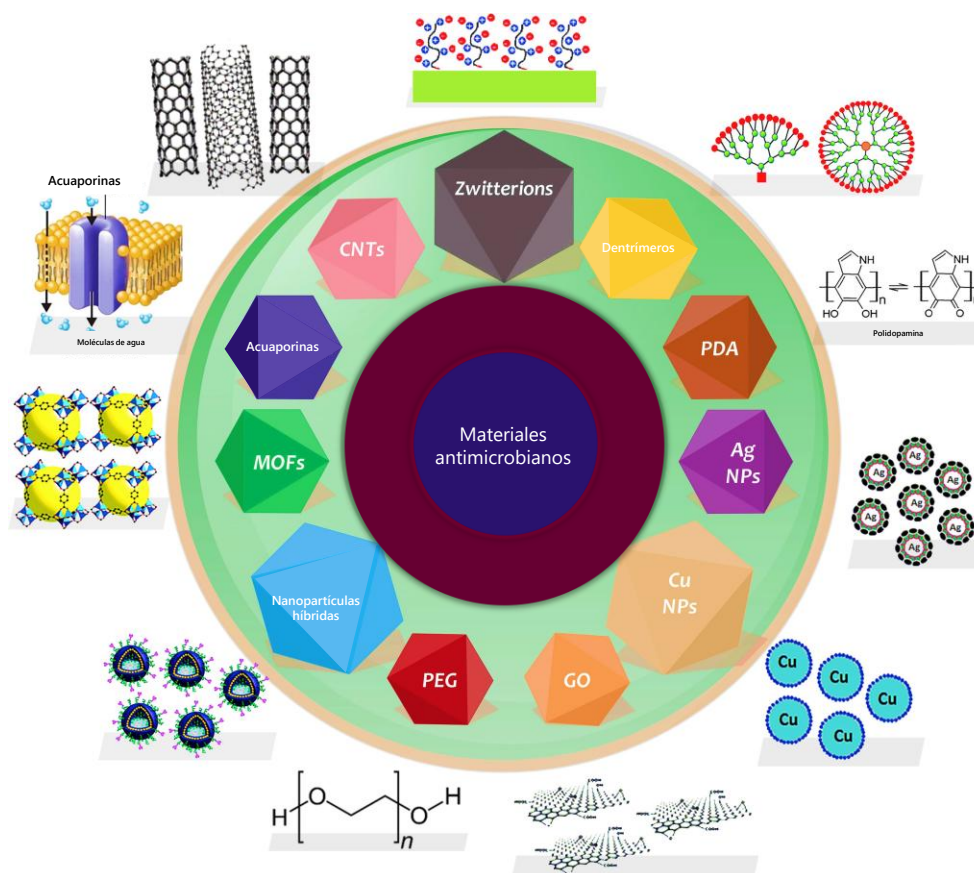 Zwitterions
CNTs
Dentrímeros
Acuaporinas
Moléculas de agua
NH
NH
n
n
HO
OH
O
O
Polidopamina
Acuaporinas
PDA
MOFs
Ag
NPs
Materiales
antimicrobianos
Ag
Ag
Ag
Ag
Ag
Ag
Ag
Nanopartículas
híbridas
Cu
NPs
PEG
GO
Cu
Cu
Cu
Cu
Cu
H
O
O
H
n